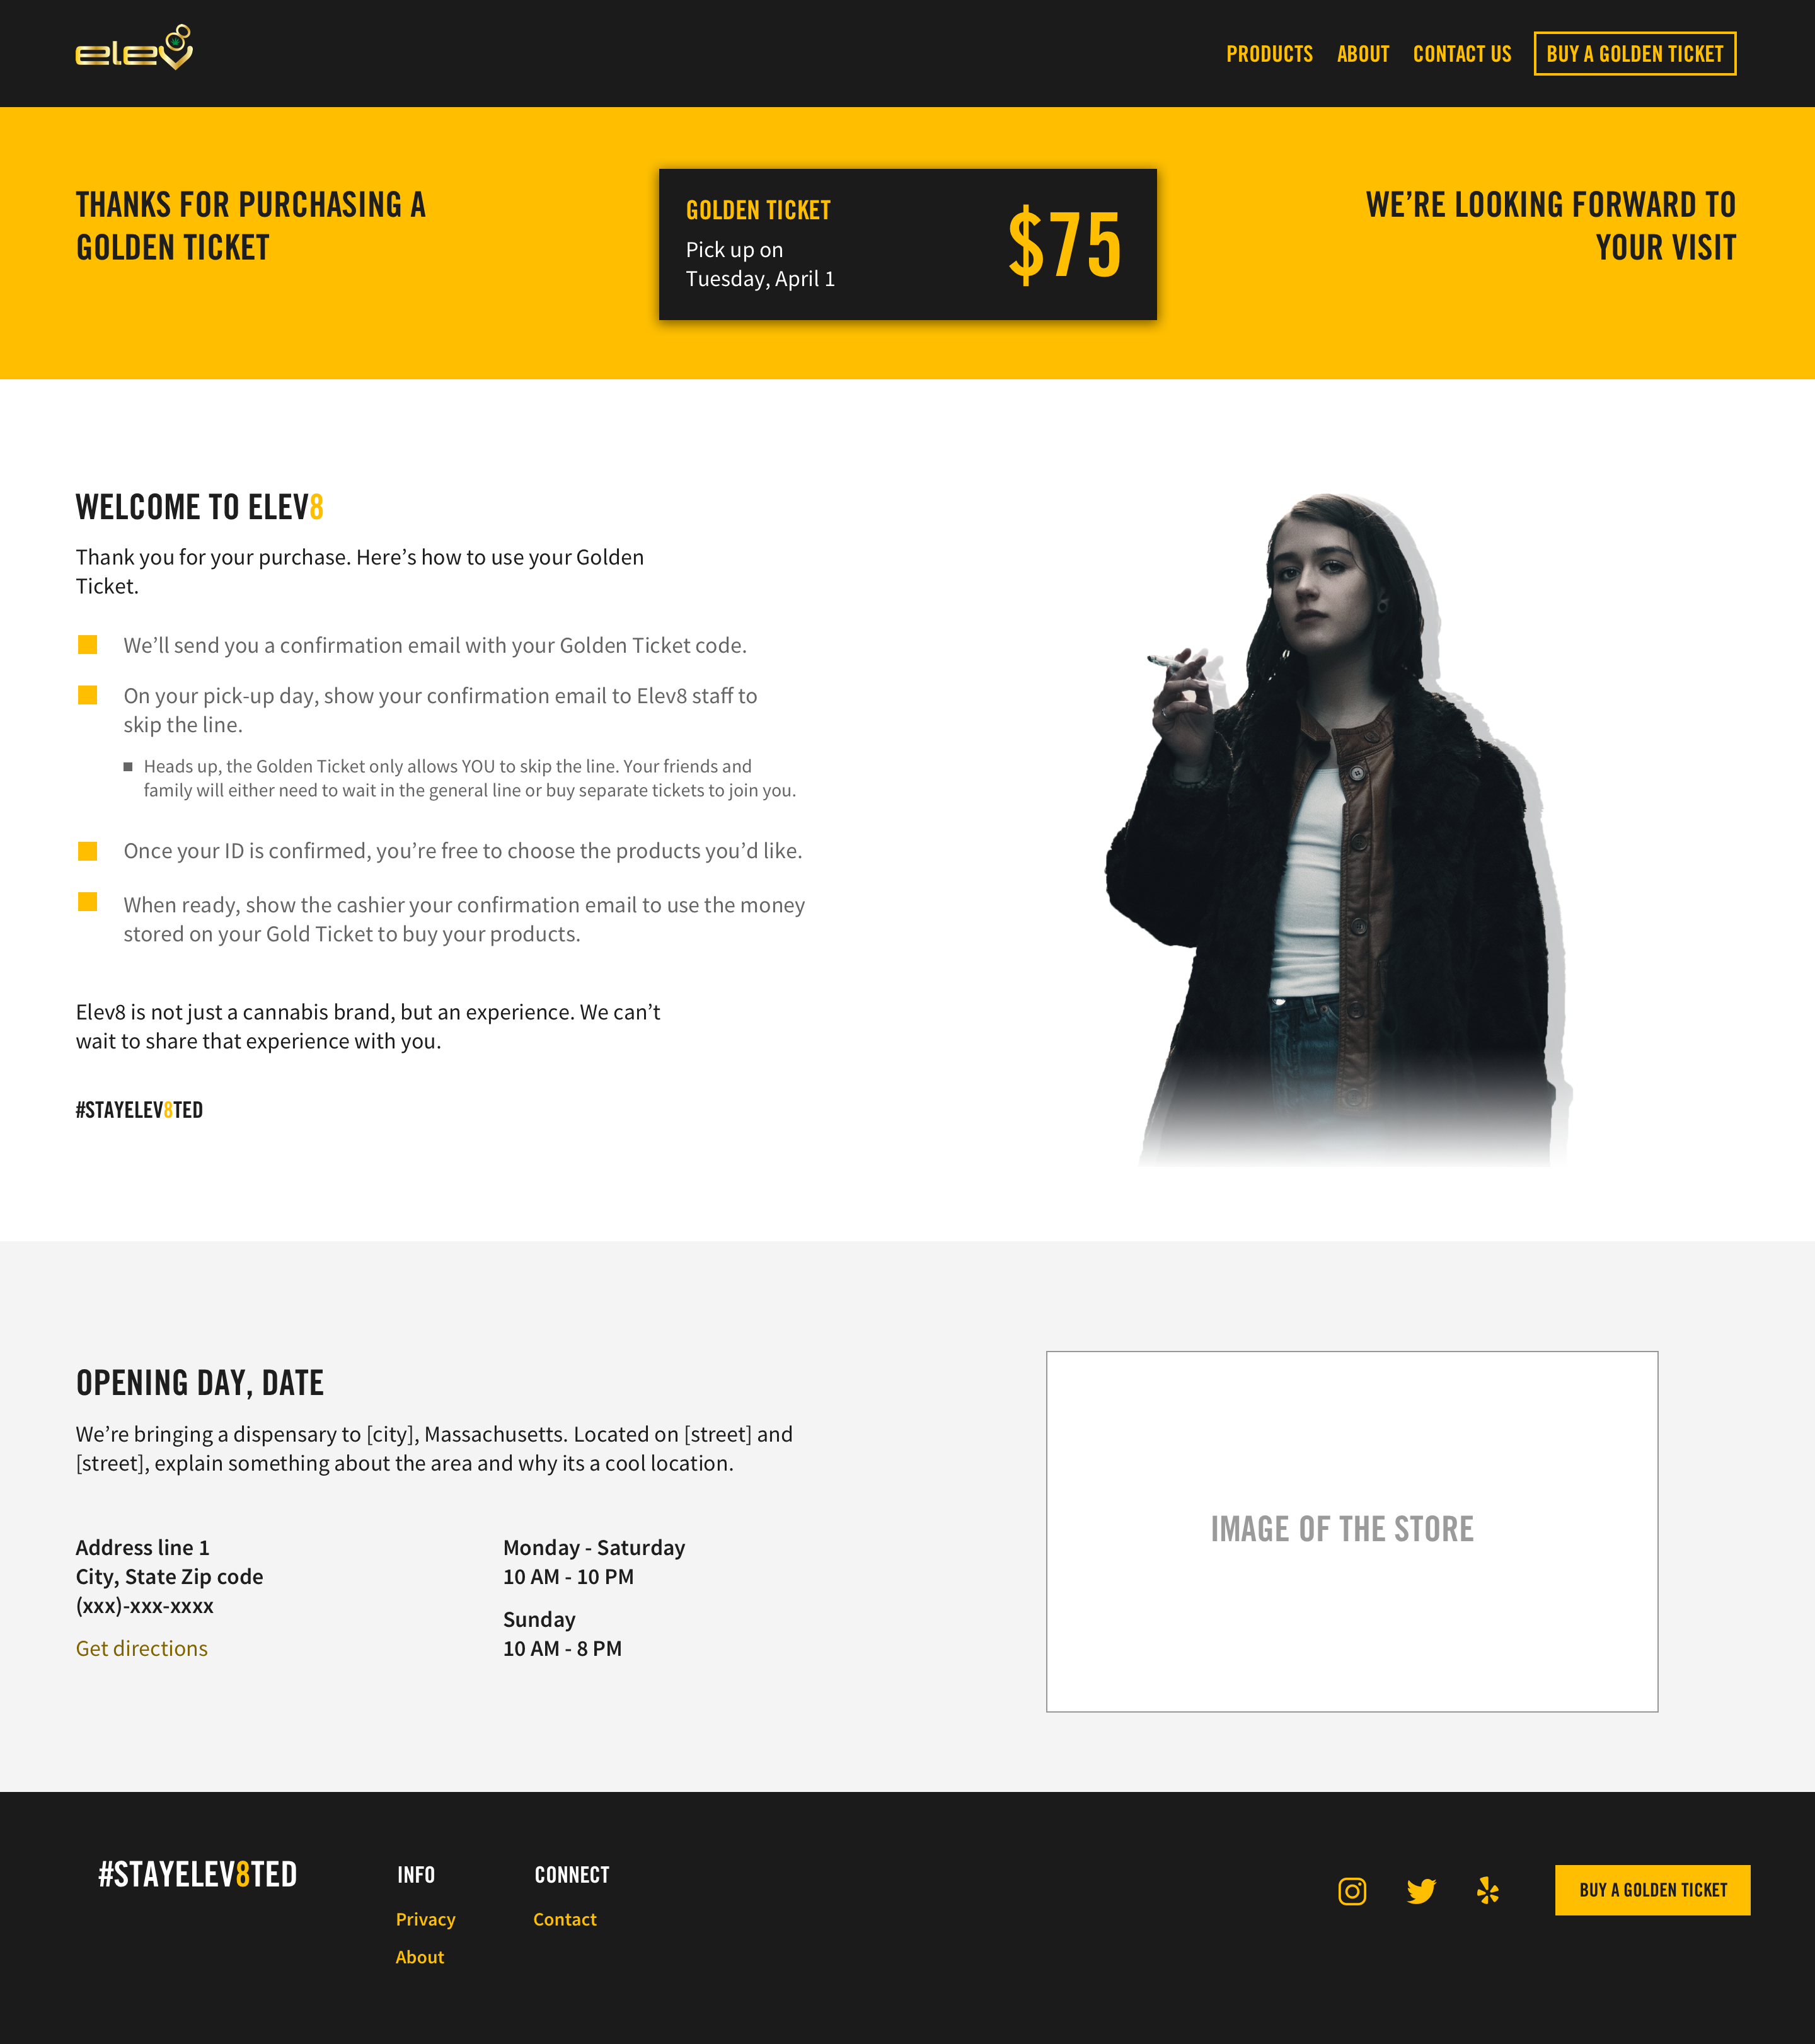 elev8
PRODUCTS ABOUT CONTACT US BUY A GOLDEN TICKET
THANKS FOR PURCHASING A
GOLDEN TICKET
GOLDEN TICKET
Pick up on
Tuesday, April 1
$75
WE’RE LOOKING FORWARD TO
YOUR VISIT
WELCOME TO ELEV8
Thank you for your purchase. Here’s how to use your Golden
Ticket.
We’ll send you a confirmation email with your Golden Ticket code.
On your pick-up day, show your confirmation email to Elev8 staff to
skip the line.
Heads up, the Golden Ticket only allows YOU to skip the line. Your friends and
family will either need to wait in the general line or buy separate tickets to join you.
Once your ID is confirmed, you’re free to choose the products you’d like.
When ready, show the cashier your confirmation email to use the money
stored on your Gold Ticket to buy your products.
Elev8 is not just a cannabis brand, but an experience. We can’t
wait to share that experience with you.
#STAYELEV8TED
OPENING DAY, DATE
We’re bringing a dispensary to [city], Massachusetts. Located on [street] and
[street], explain something about the area and why its a cool location.
Address line 1
City, State Zip code
(xxx)-xxx-xxxx
Get directions
Monday - Saturday
10 AM - 10 PM
Sunday
10 AM - 8 PM
IMAGE OF THE STORE
#STAYELEV8TED
INFO
Privacy
About
CONNECT
Contact
BUY A GOLDEN TICKET